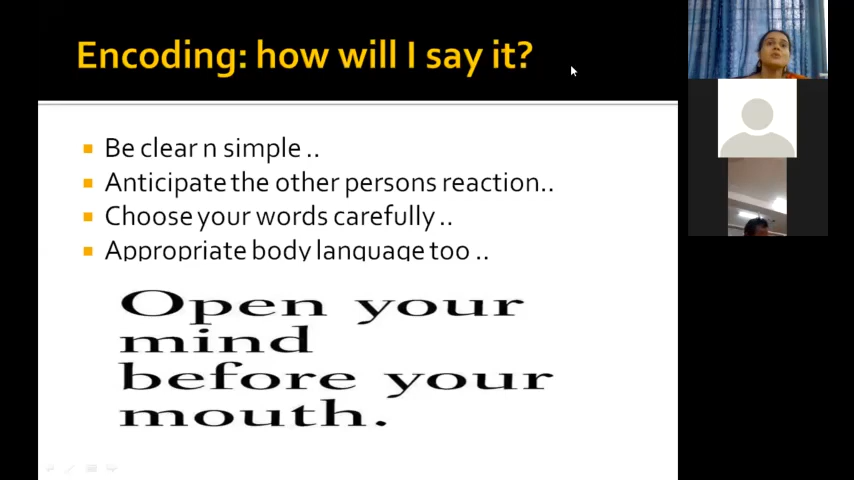 Encoding: how will I say it?
Be clear n simple ..
Anticipate the other persons reaction..
Choose your words carefully ..
Appropriate body language too ..
Open your
mind
before your
mouth.